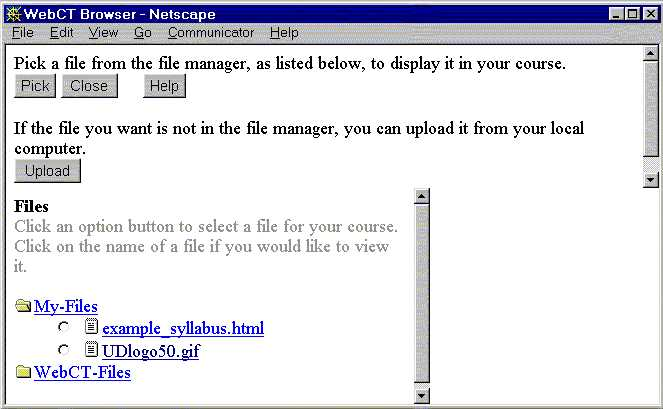 WebCT Browser - Netscape
File Edit View Go Communicator Help
Pick a file from the file manager, as listed below, to display it in your course.
Pick Close Help
If the file you want is not in the file manager, you can upload it from your local
computer.
Upload
Files
Click an option button to select a file for your course.
Click on the name of a file if you would like to view
it.
My-Files
example_syllabus.html
UDlogo50.gif
WebCT-Files